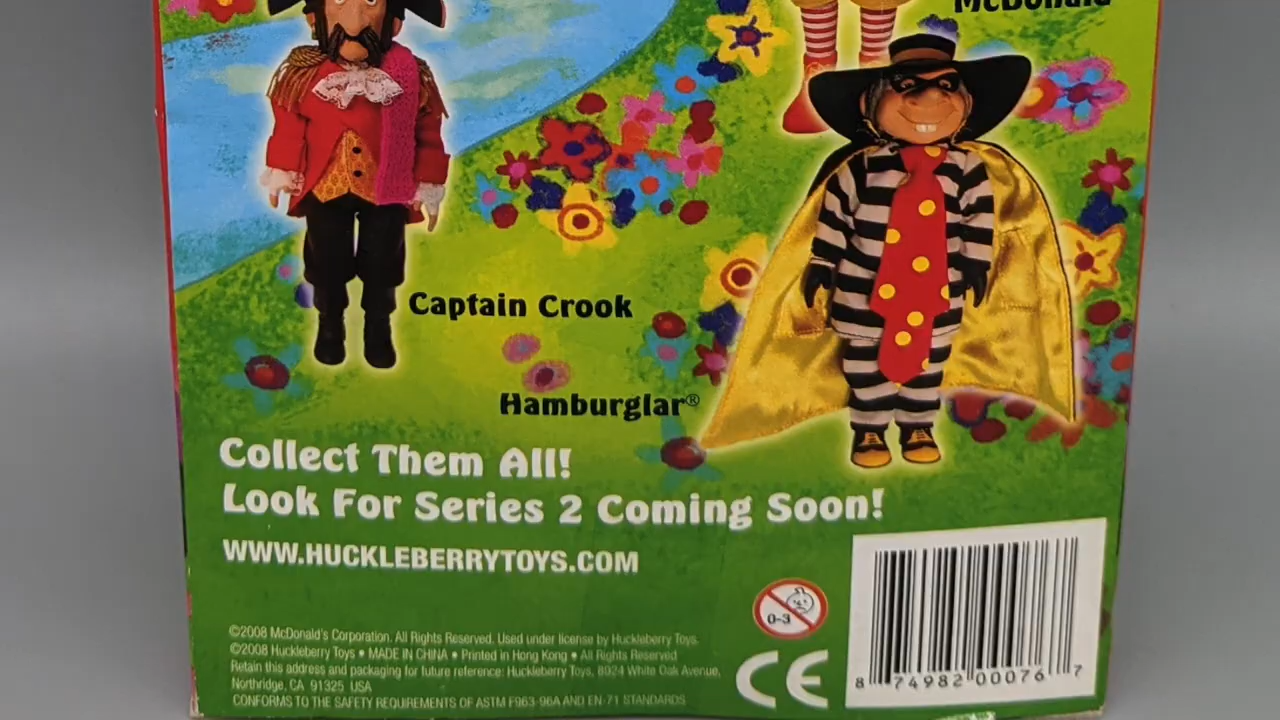 McDonald
Captain Crook
Hamburglar®
Collect Them All!
Look For Series 2 Coming Soon!
WWW.HUCKLEBERRYTOYS.COM
0-3
©2008 McDonald's Corporation. All Rights Reserved. Used under license by Huckleberry Toys.
©2008 Huckleberry Toys • MADE IN CHINA • Printed in Hong Kong • All Rights Reserved
Retain this address and packaging for future reference: Huckleberry Toys, 8924 White Oak Avenue,
Northridge, CA 91325 USA
CONFORMS TO THE SAFETY REQUIREMENTS OF ASTM F963-96A AND EN-71 STANDARDS
CE
8 74982 00076 7